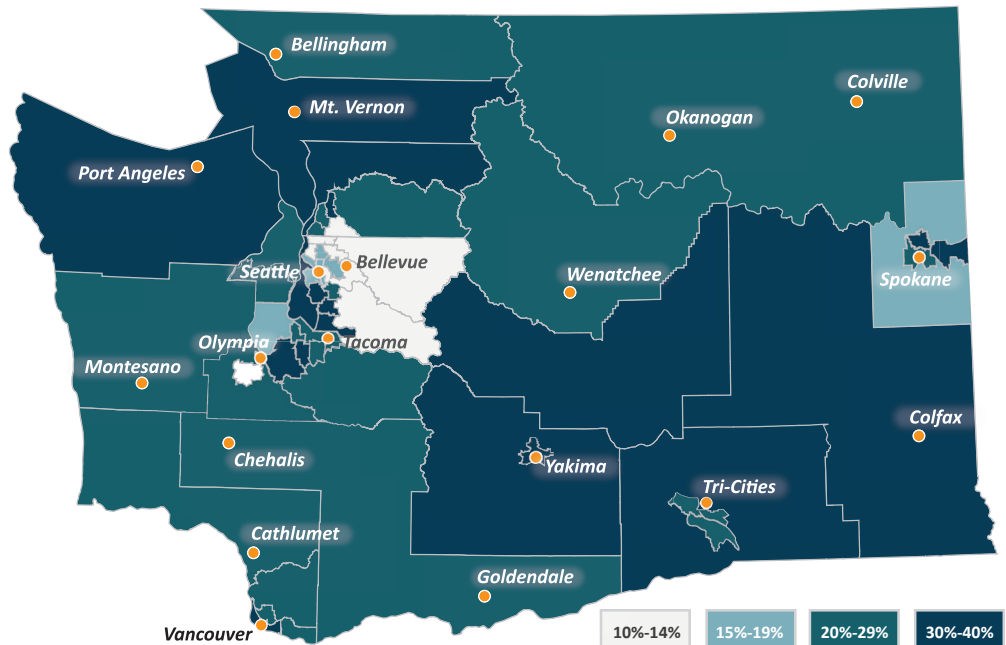 Bellingham
Colville
Mt. Vernon
Okanogan
Port Angeles
Seattle
Bellevue
Wenatchee
Spokane
Olympia
Tacoma
Montesano
Colfax
Chehalis
Yakima
Tri-Cities
Cathlumet
Goldendale
Vancouver
10%-14%
15%-19%
20%-29%
30%-40%